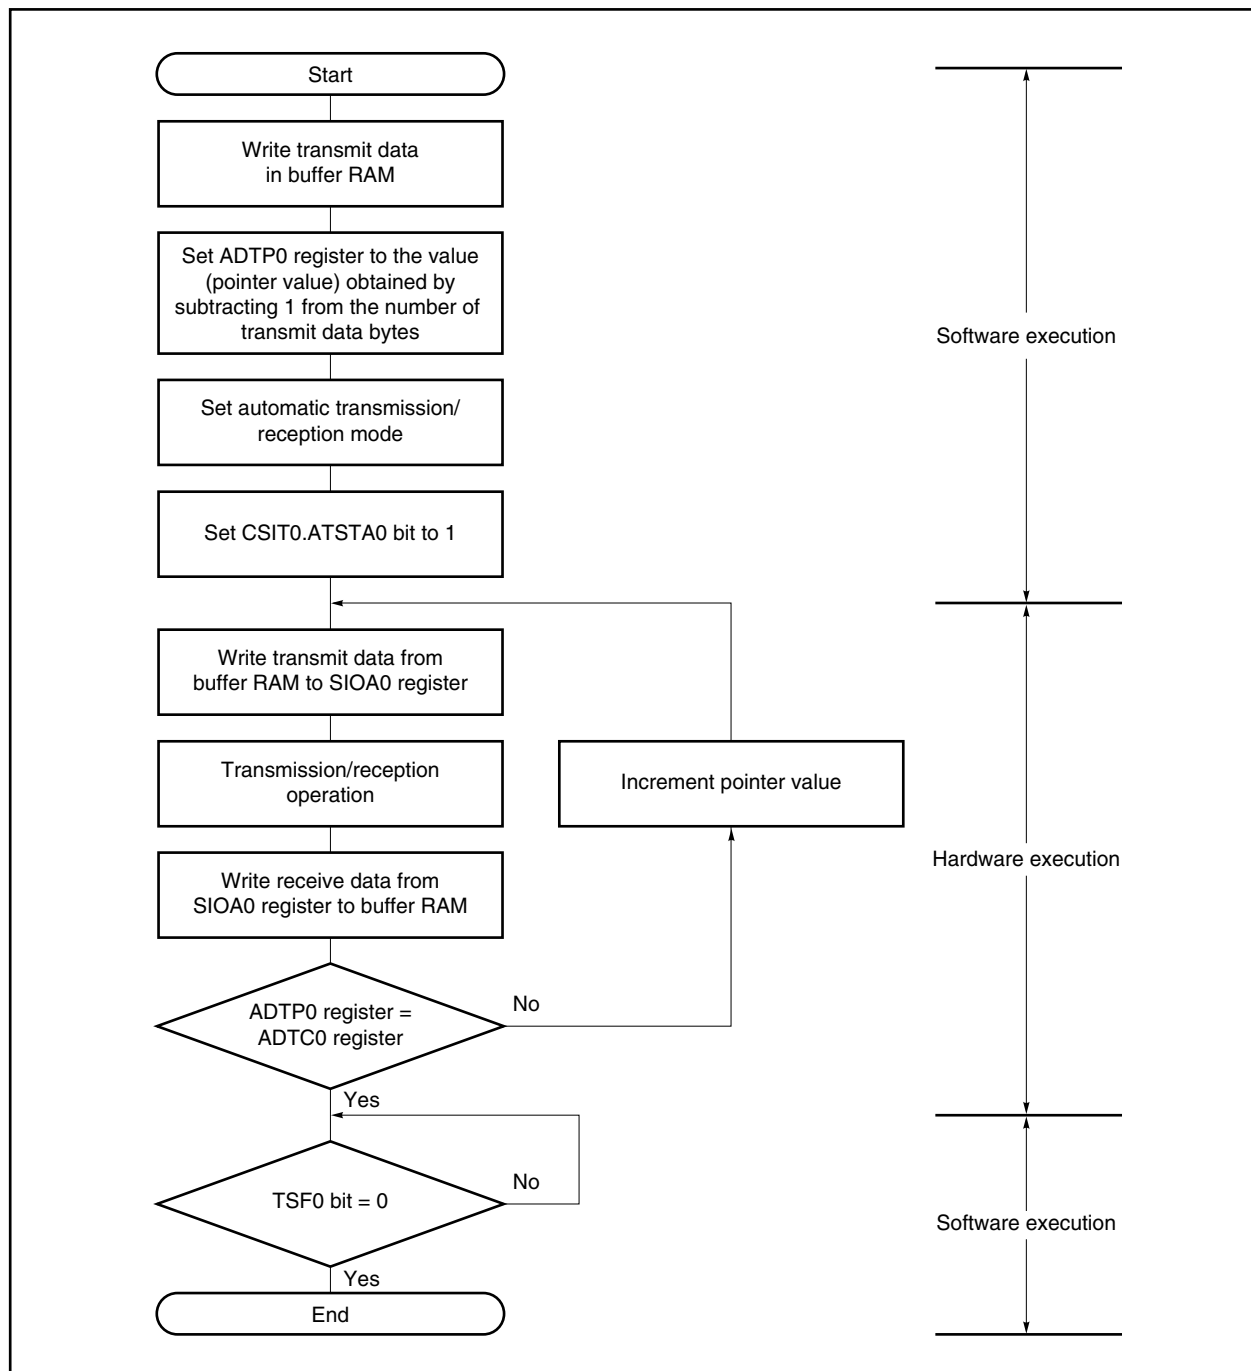 Start
Write transmit data
in buffer RAM
Set ADTP0 register to the value
(pointer value) obtained by
subtracting 1 from the number of
transmit data bytes
Software execution
Set automatic transmission/
reception mode
Set CSIT0.ATSTA0 bit to 1
Write transmit data from
buffer RAM to SIOA0 register
Transmission/reception
operation
Increment pointer value
Hardware execution
Write receive data from
SIOA0 register to buffer RAM
ADTP0 register =
ADTC0 register
No
Yes
TSF0 bit = 0
No
Software execution
Yes
End